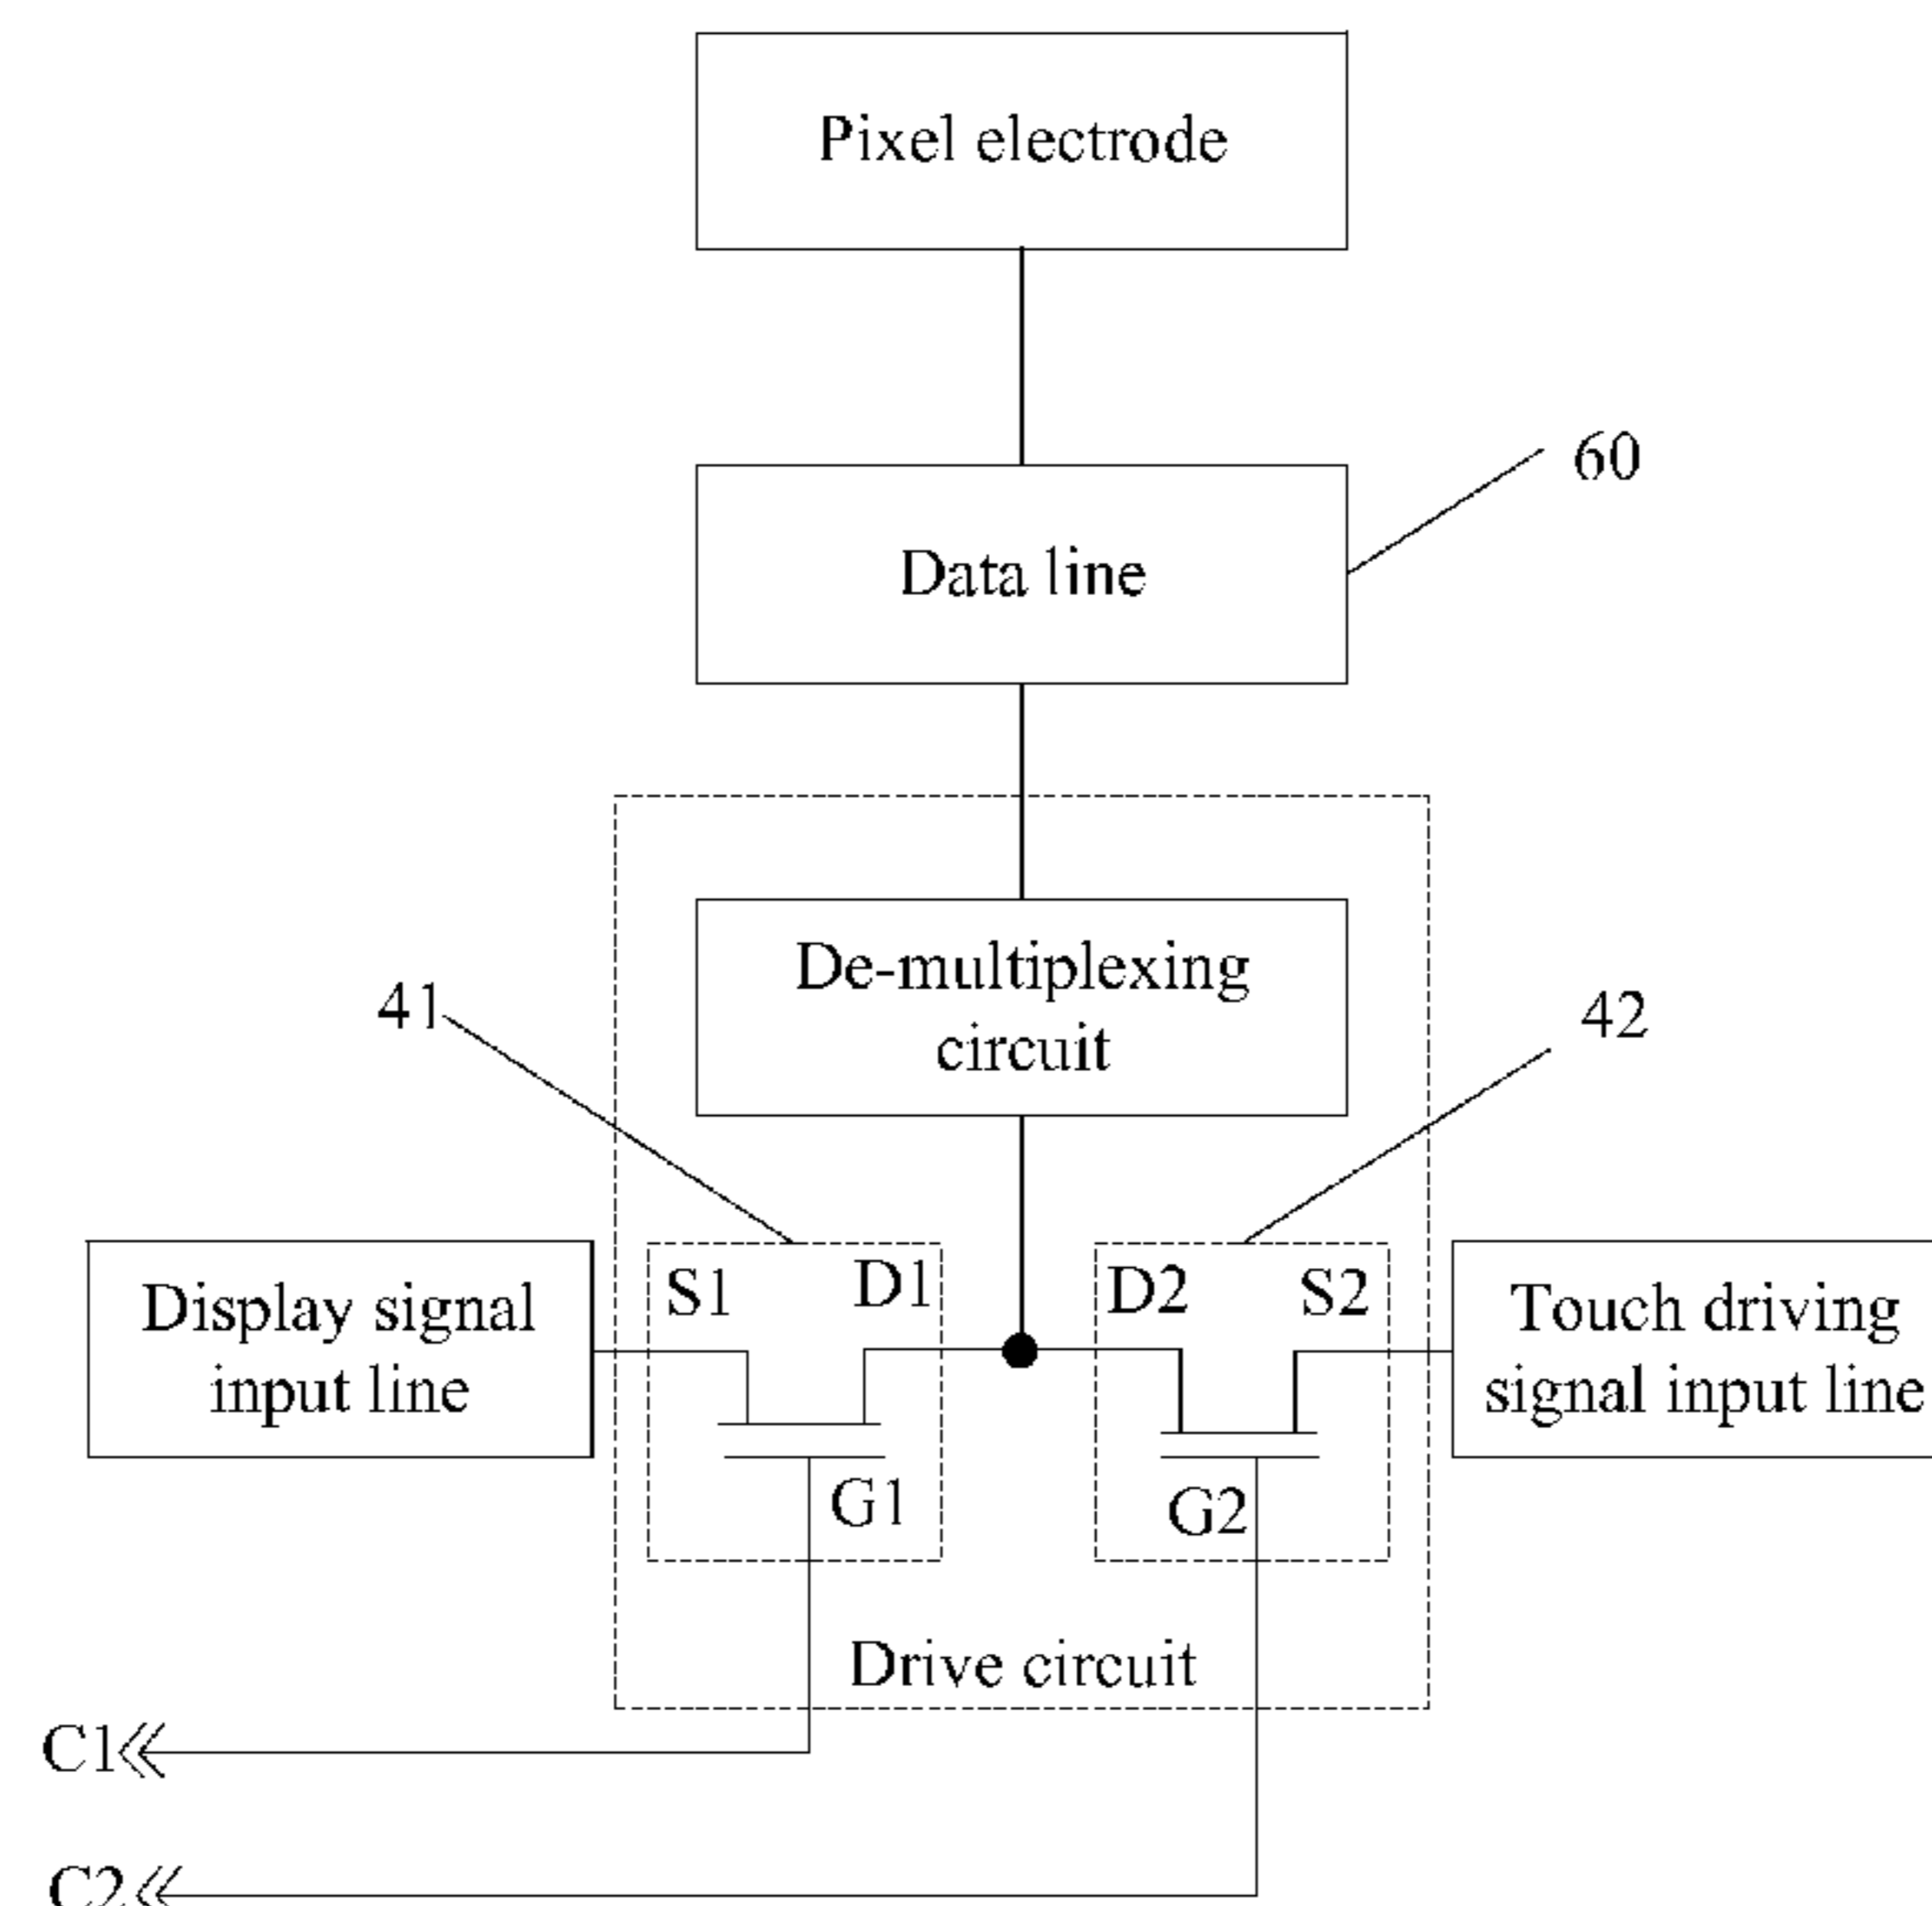 Pixel electrode
60
Data line
De-multiplexing
circuit
41
42
Display signal
input line
S1
D1
D2
S2
Touch driving
signal input line
G1
G2
Drive circuit
C1
C2